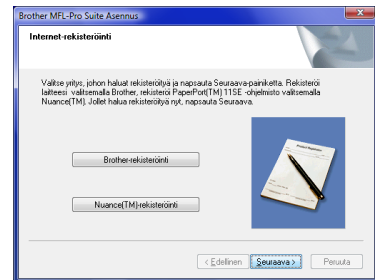 Brother MFL-Pro Suite Asennus
Internet-rekisteröinti
Valitse yritys, johon haluat rekisteröityä ja napsauta Seuraava-painiketta. Rekisteröi
laitteesi valitsemalla Brother, rekisteröi PaperPort(TM) 11SE -ohjelmisto valitsemalla
Nuance(TM). Jollet halua rekisteröityä nyt, napsauta Seuraava.
Brother-rekisteröinti
Nuance(TM)-rekisteröinti
< Edellinen
Seuraava >
Peruuta